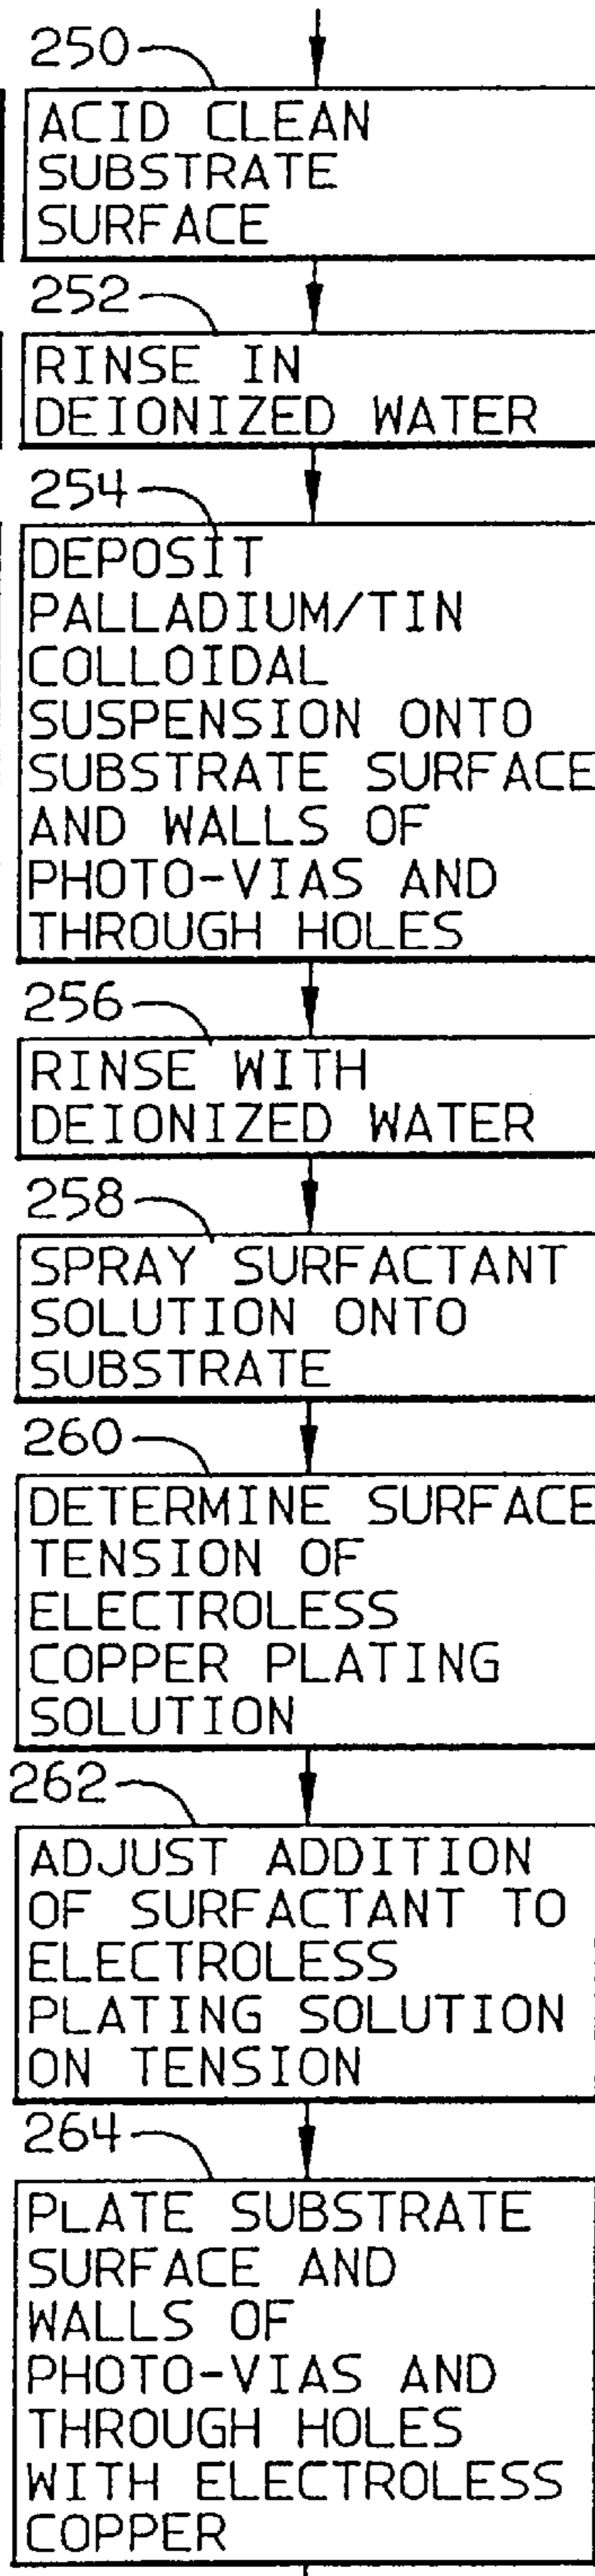 250
ACID CLEAN
SUBSTRATE
SURFACE
252
RINSE IN
DEIONIZED WATER
254
DEPOSIT
PALLADIUM/TIN
COLLOIDAL
SUSPENSION ONTO
SUBSTRATE SURFACE
AND WALLS OF
PHOTO-VIAS AND
THROUGH HOLES
256
RINSE WITH
DEIONIZED WATER
258
SPRAY SURFACTANT
SOLUTION ONTO
SUBSTRATE
260
DETERMINE SURFACE
TENSION OF
ELECTROLESS
COPPER PLATING
SOLUTION
262
ADJUST ADDITION
OF SURFACTANT TO
ELECTROLESS
PLATING SOLUTION
ON TENSION
264
PLATE SUBSTRATE
SURFACE AND
WALLS OF
PHOTO-VIAS AND
THROUGH HOLES
WITH ELECTROLESS
COPPER